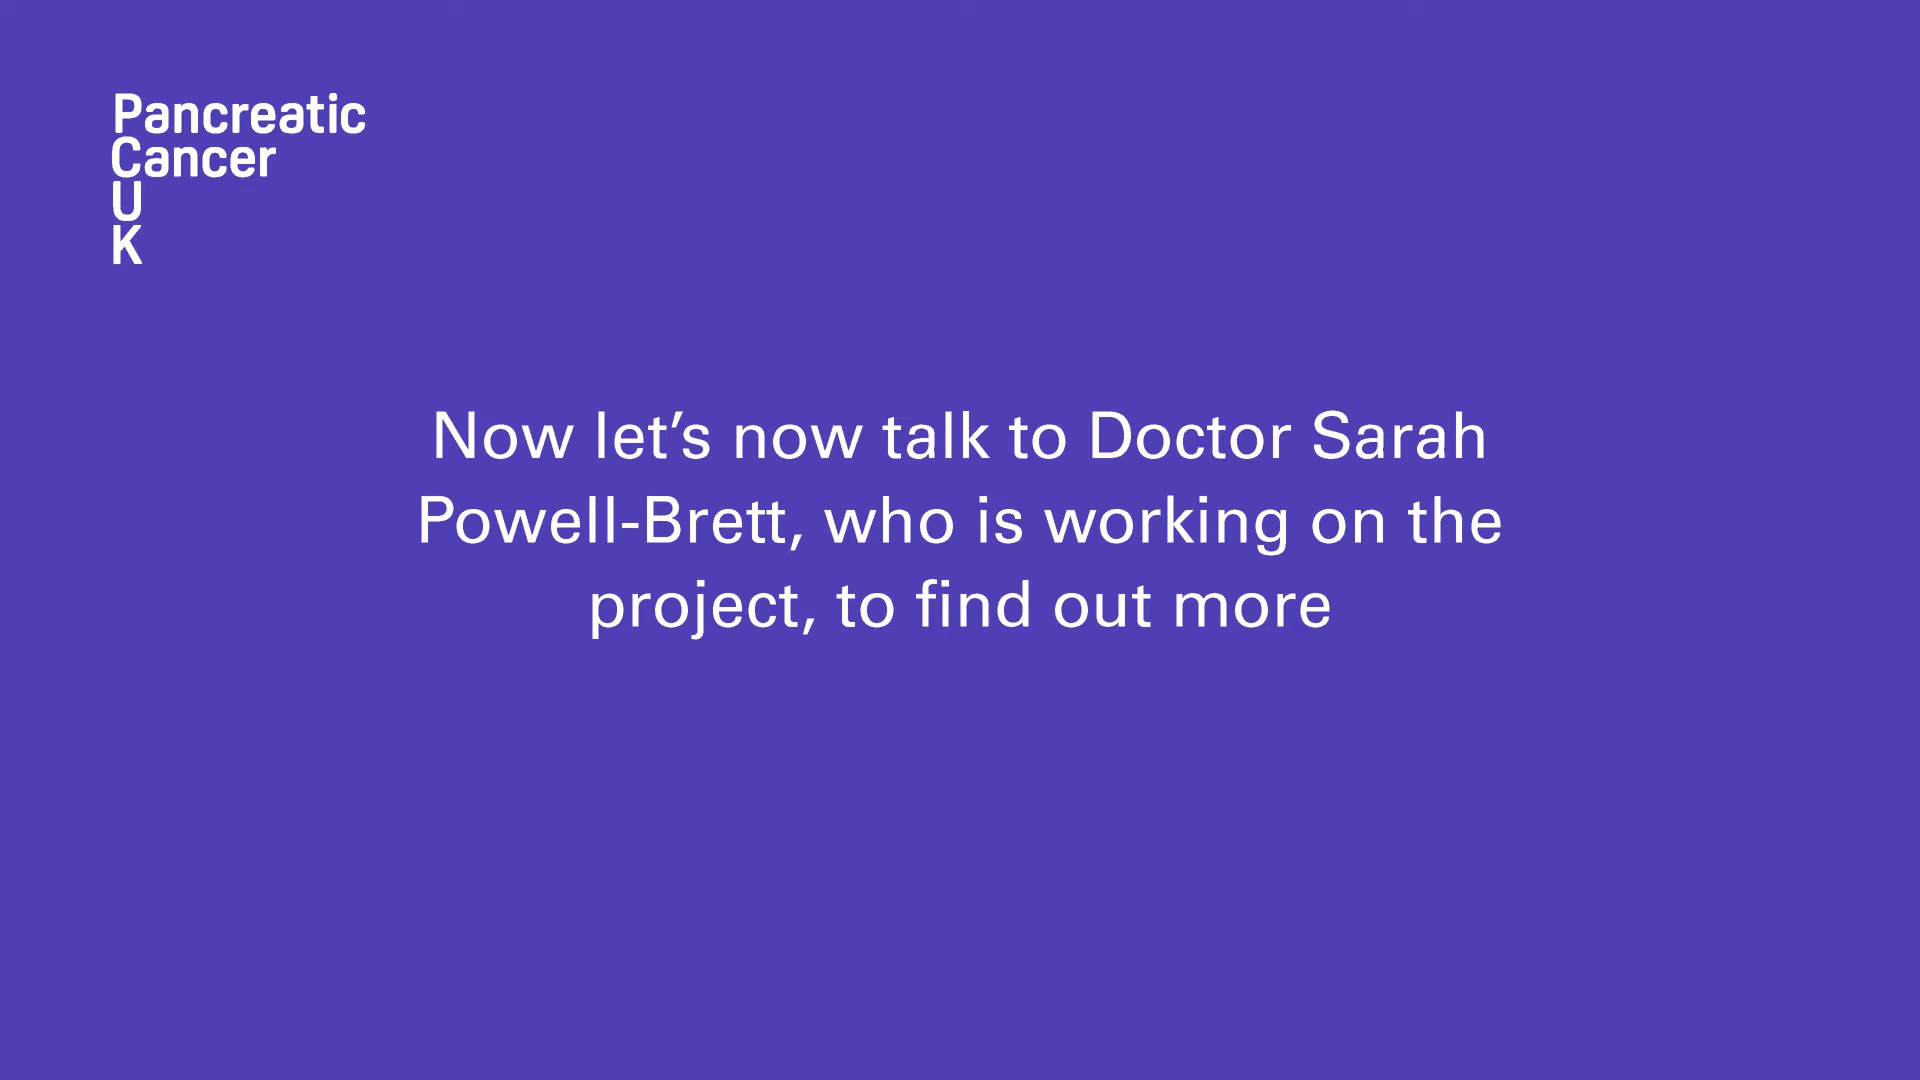 Pancreatic
Cancer
U
K
Now let’s now talk to Doctor Sarah
Powell-Brett, who is working on the
project, to find out more